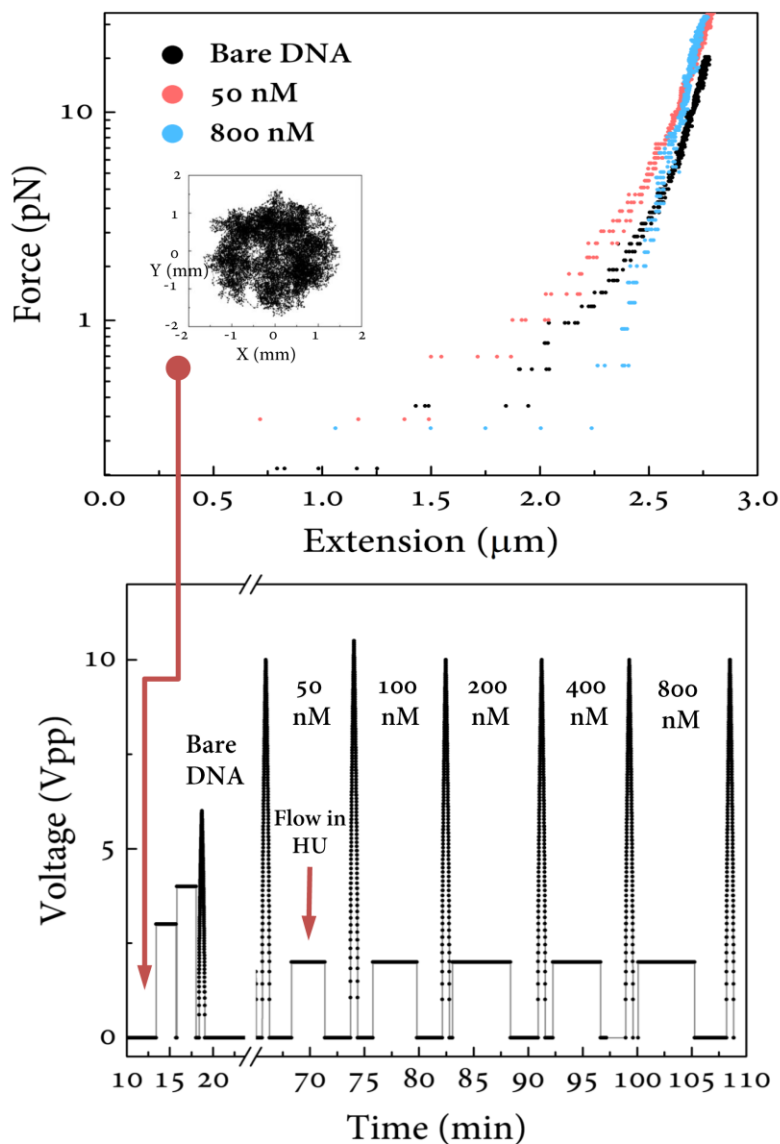 Bare DNA
50 nM
800 nM
10
1
Force (pN)
2
1
0
-1
-2
Y (mm)
-2 -1 0 1 2
X (mm)
0.0 0.5 1.0 1.5 2.0 2.5 3.0
Extension (μm)
10
5
0
Voltage (Vpp)
Bare
DNA
50
nM
100
nM
200
nM
400
nM
800
nM
Flow in
HU
10 15 20 70 75 80 85 90 95 100 105 110
Time (min)